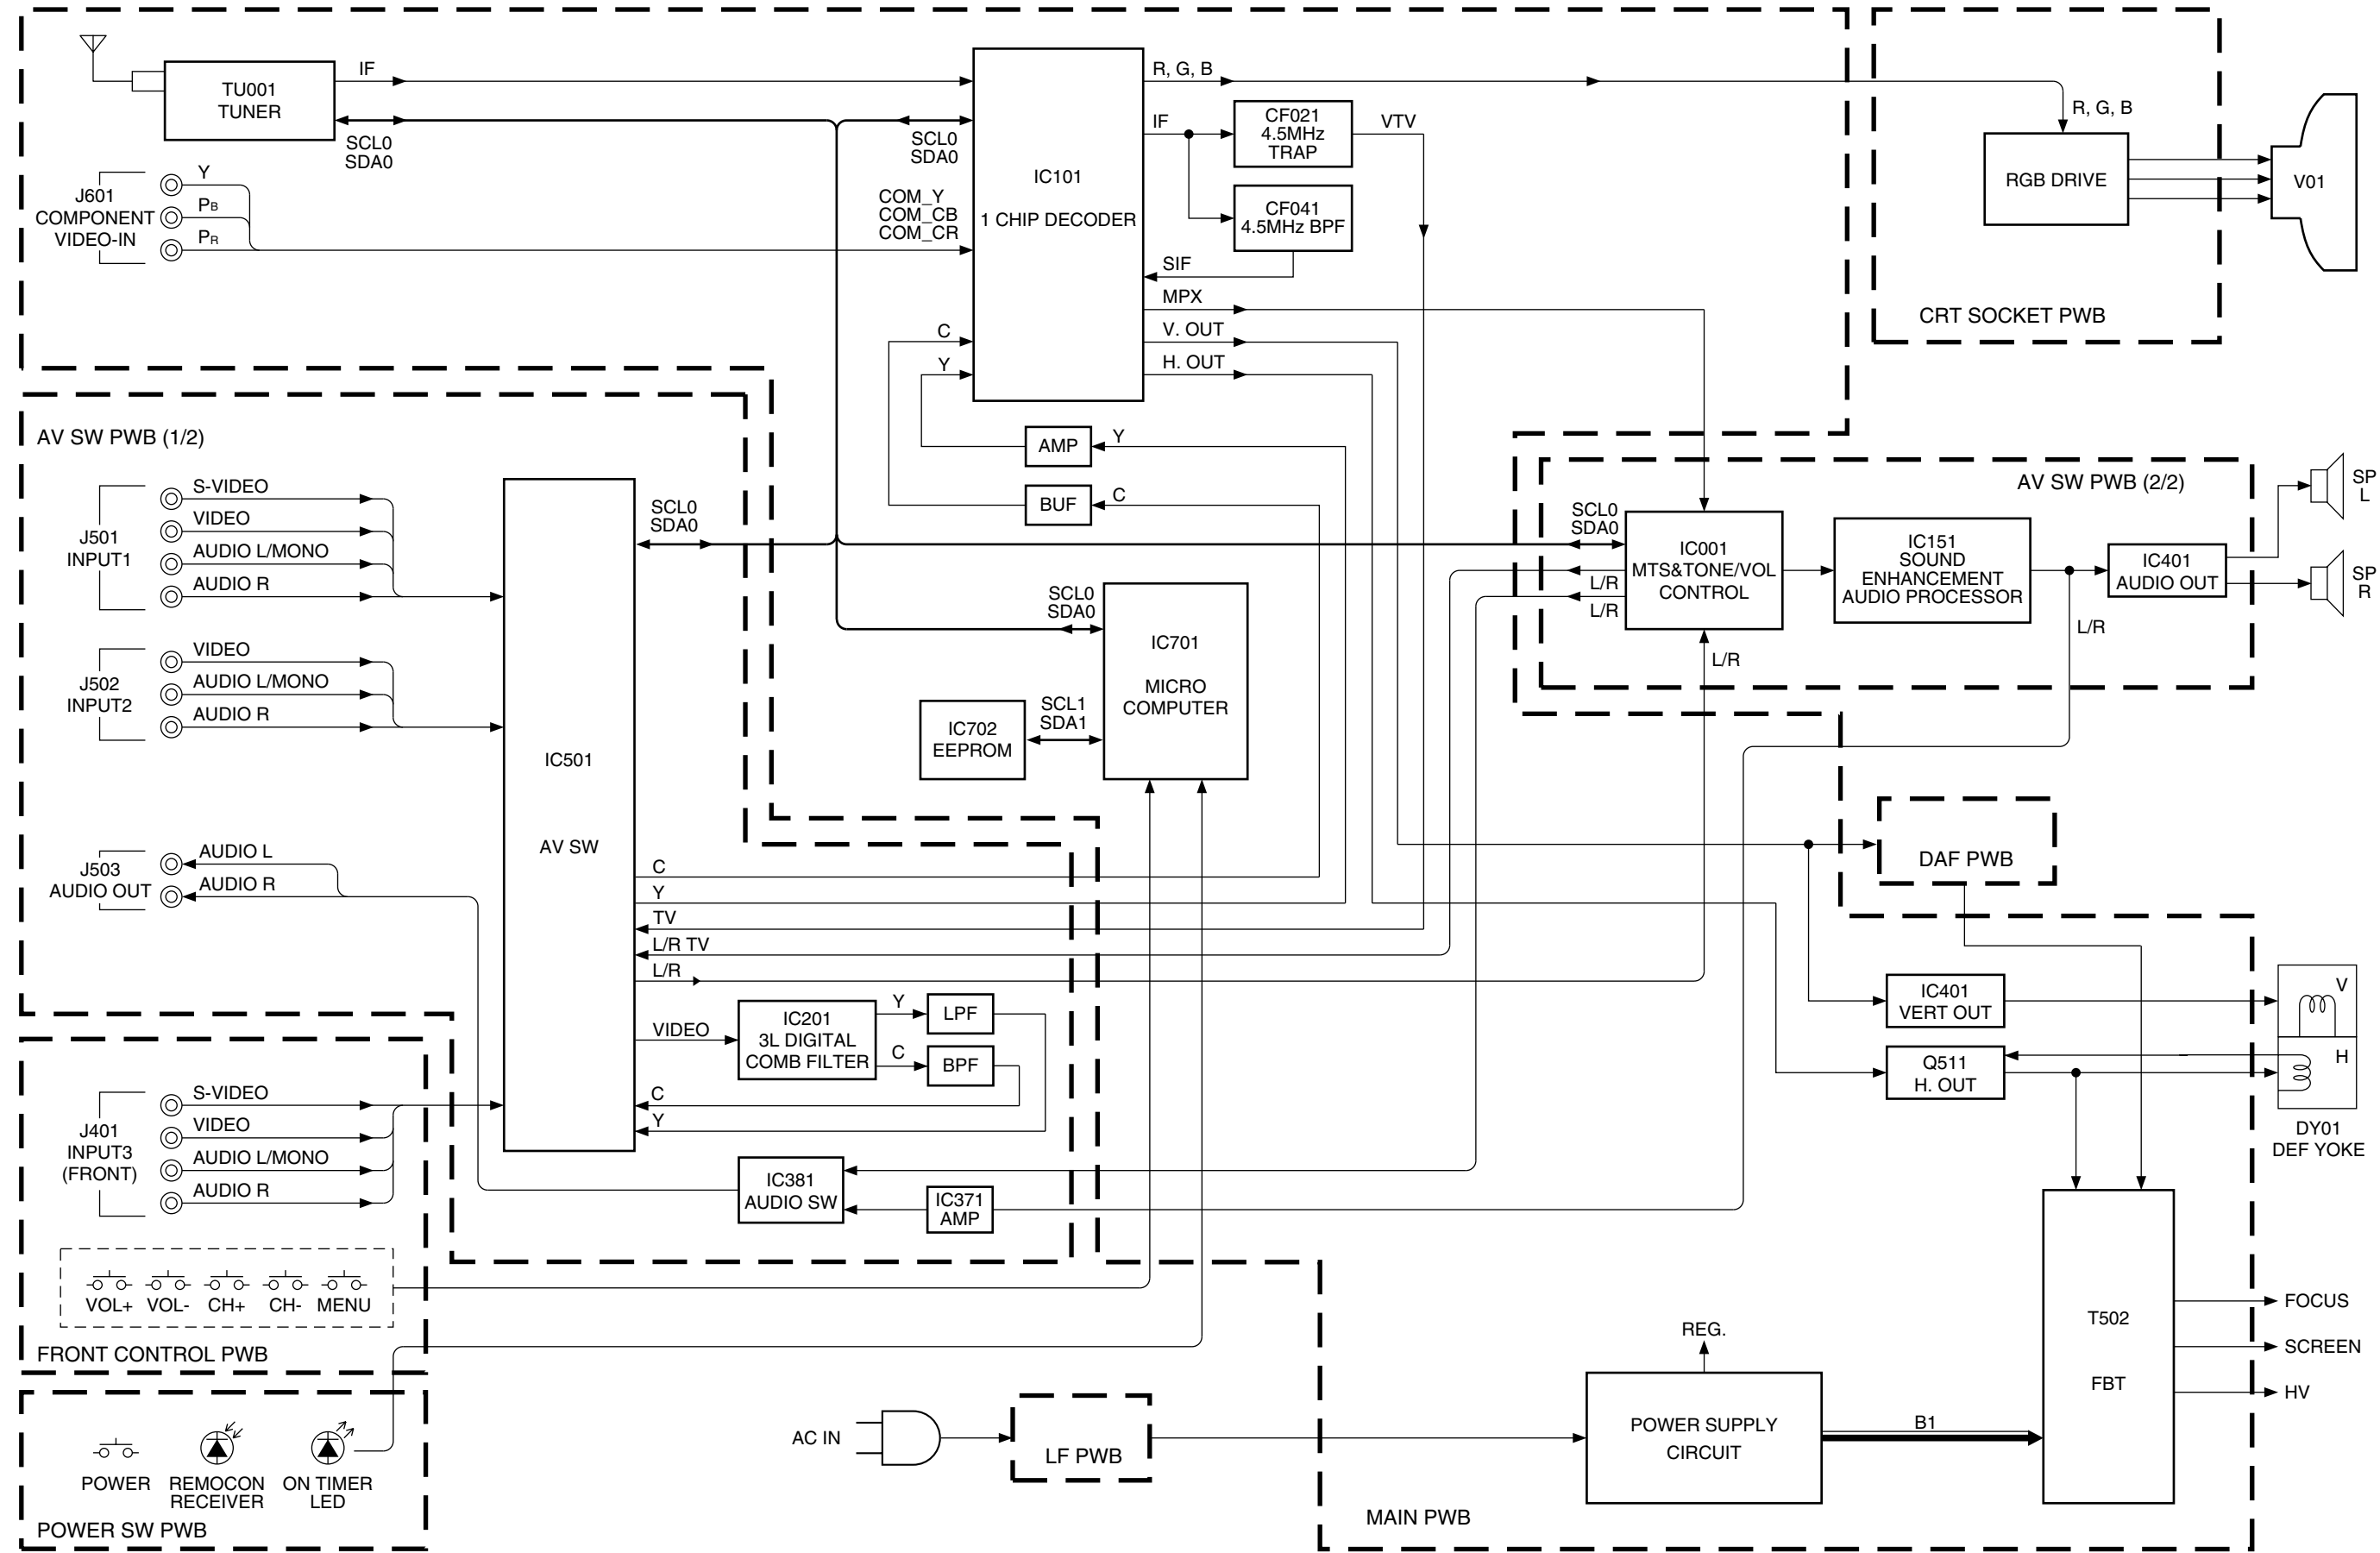 TU001
TUNER
IF
SCL0
SDA0
SCL0
SDA0
J601
COMPONENT
VIDEO-IN
Y
PB
PR
COM_Y
COM_CB
COM_CR
C
Y
IC101
1 CHIP DECODER
R, G, B
IF
CF021
4.5MHz
TRAP
VTV
CF041
4.5MHz BPF
SIF
MPX
V. OUT
H. OUT
R, G, B
RGB DRIVE
V01
CRT SOCKET PWB
AV SW PWB (1/2)
J501
INPUT1
S-VIDEO
VIDEO
AUDIO L/MONO
AUDIO R
J502
INPUT2
VIDEO
AUDIO L/MONO
AUDIO R
J503
AUDIO OUT
AUDIO L
AUDIO R
IC501
AV SW
SCL0
SDA0
AMP
Y
BUF
C
SCL0
SDA0
IC701
MICRO
COMPUTER
IC702
EEPROM
SCL1
SDA1
AV SW PWB (2/2)
SCL0
SDA0
IC001
MTS&TONE/VOL
CONTROL
L/R
L/R
L/R
IC151
SOUND
ENHANCEMENT
AUDIO PROCESSOR
IC401
AUDIO OUT
L/R
SP
L
SP
R
C
Y
TV
L/R TV
L/R
VIDEO
IC201
3L DIGITAL
COMB FILTER
Y
LPF
C
BPF
C
Y
IC381
AUDIO SW
IC371
AMP
DAF PWB
IC401
VERT OUT
Q511
H. OUT
V
H
DY01
DEF YOKE
J401
INPUT3
(FRONT)
S-VIDEO
VIDEO
AUDIO L/MONO
AUDIO R
VOL+
VOL-
CH+
CH-
MENU
FRONT CONTROL PWB
POWER
REMOCON
RECEIVER
ON TIMER
LED
POWER SW PWB
AC IN
LF PWB
REG.
POWER SUPPLY
CIRCUIT
B1
T502
FBT
FOCUS
SCREEN
HV
MAIN PWB